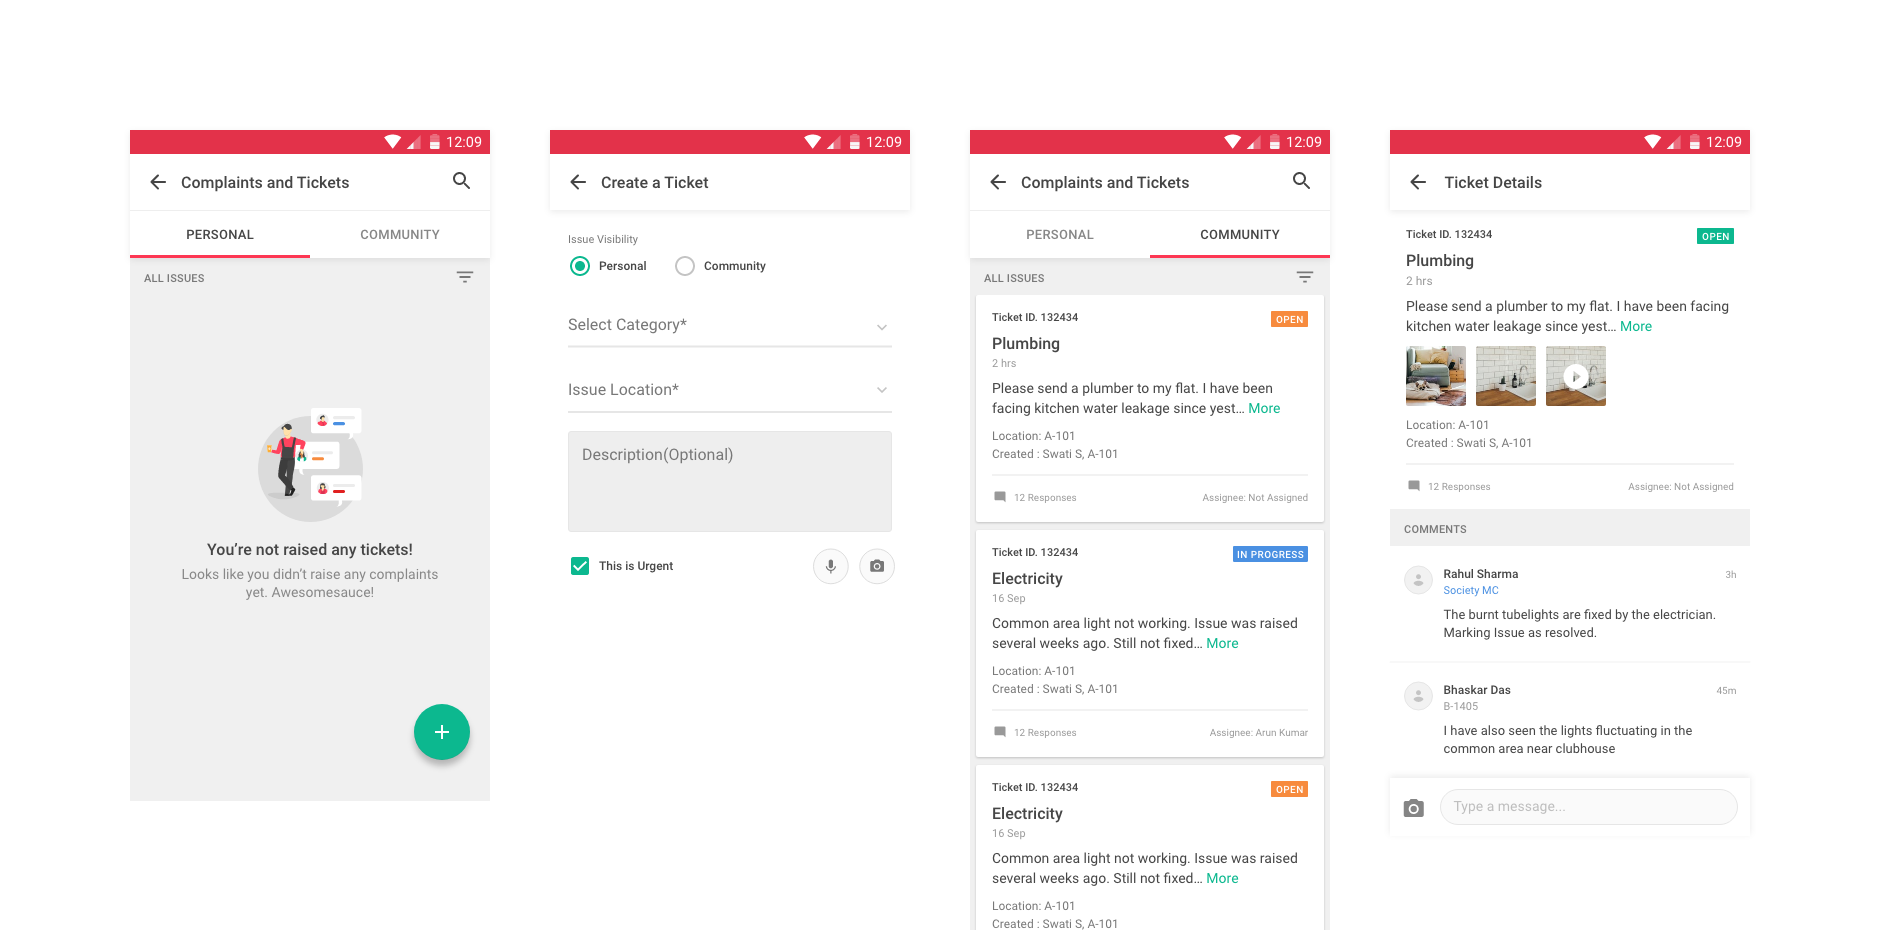 12:09
Complaints and Tickets
PERSONAL COMMUNITY
ALL ISSUES
You’re not raised any tickets!
Looks like you didn’t raise any complaints
yet. Awesomesauce!
12:09
Create a Ticket
Issue Visibility
Personal Community
Select Category*
Issue Location*
Description(Optional)
This is Urgent
12:09
Complaints and Tickets
PERSONAL COMMUNITY
ALL ISSUES
Ticket ID. 132434 OPEN
Plumbing
2 hrs
Please send a plumber to my flat. I have been
facing kitchen water leakage since yest... More
Location: A-101
Created : Swati S, A-101
12 Responses Assignee: Not Assigned
Ticket ID. 132434 IN PROGRESS
Electricity
16 Sep
Common area light not working. Issue was raised
several weeks ago. Still not fixed... More
Location: A-101
Created : Swati S, A-101
12 Responses Assignee: Arun Kumar
Ticket ID. 132434 OPEN
Electricity
16 Sep
Common area light not working. Issue was raised
several weeks ago. Still not fixed... More
Location: A-101
Created : Swati S, A-101
12:09
Ticket Details
Ticket ID. 132434 OPEN
Plumbing
2 hrs
Please send a plumber to my flat. I have been facing
kitchen water leakage since yest... More
Location: A-101
Created : Swati S, A-101
12 Responses Assignee: Not Assigned
COMMENTS
Rahul Sharma 3h
Society MC
The burnt tubelights are fixed by the electrician.
Marking Issue as resolved.
Bhaskar Das 45m
B-1405
I have also seen the lights fluctuating in the
common area near clubhouse
Type a message...